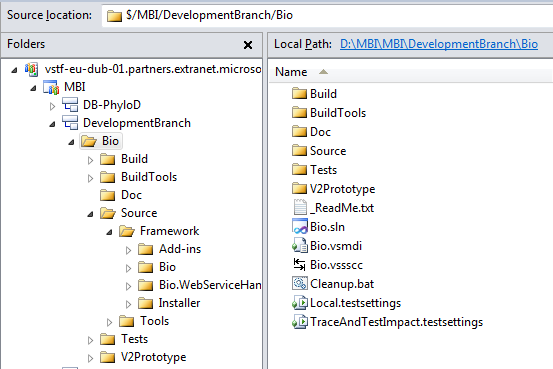 Source location: $/MBI/DevelopmentBranch/Bio
Folders
vstf-eu-dub-01.partners.extranet.microso
MBI
DB-PhyloD
DevelopmentBranch
Bio
Build
BuildTools
Doc
Source
Framework
Add-ins
Bio
Bio.WebServiceHan
Installer
Tools
Tests
V2Prototype
Local Path: D:\MBI\MBI\DevelopmentBranch\Bio
Name
Build
BuildTools
Doc
Source
Tests
V2Prototype
_ReadMe.txt
Bio.sln
Bio.vsmdi
Bio.vssscc
Cleanup.bat
Local.testsettings
TraceAndTestImpact.testsettings